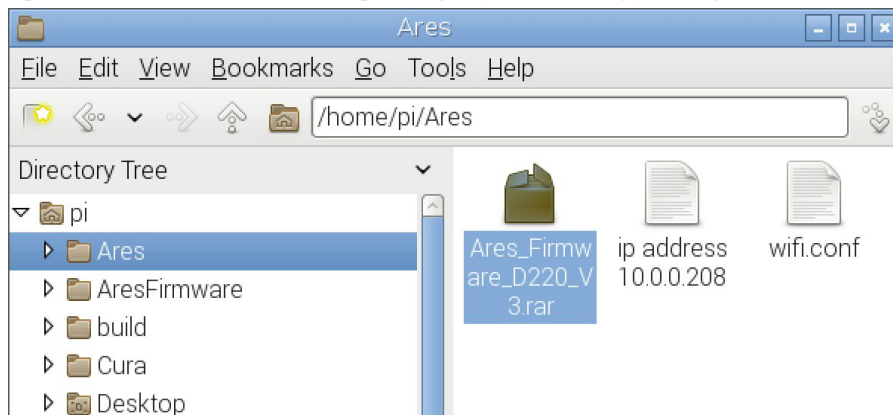 Ares
File Edit View Bookmarks Go Tools Help
/home/pi/Ares
Directory Tree
pi
Ares
AresFirmware
build
Cura
Desktop
Ares_Firmw
are_D220_V
3.rar
ip address
10.0.0.208
wifi.conf